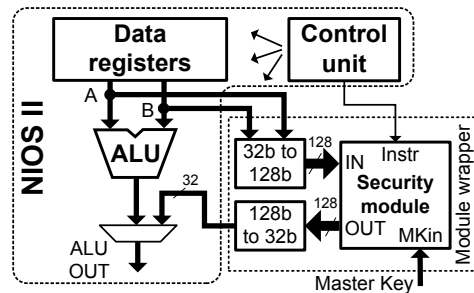 NIOS II
Data
registers
Control
unit
A
B
ALU
32
ALU
OUT
32b to
128b
128
128b
to 32b
128
Instr
IN
Security
module
OUT
MKin
Module wrapper
Master Key